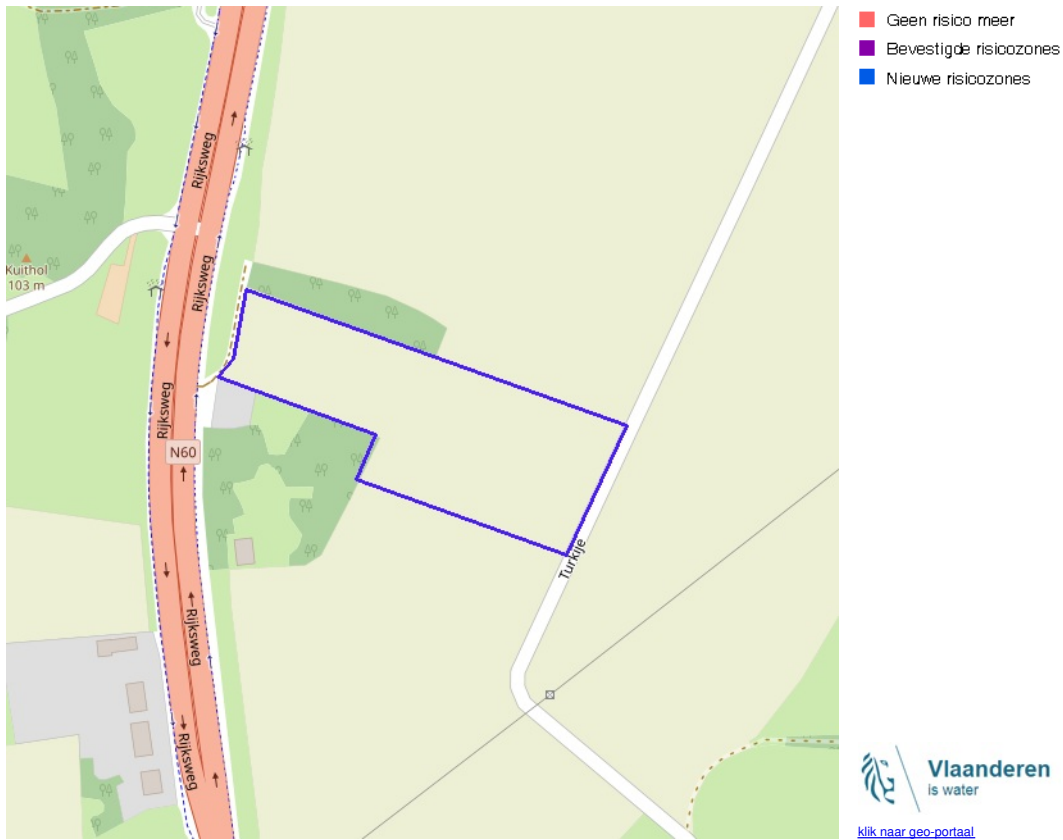 Geen risico meer
Bevestigde risicozones
Nieuwe risicozones
Rijksweg
Rijksweg
Kuithol
103 m
Rijksweg
N60
Turkije
Rijksweg
Rijksweg
Vlaanderen
is water
klik naar geo-portaal